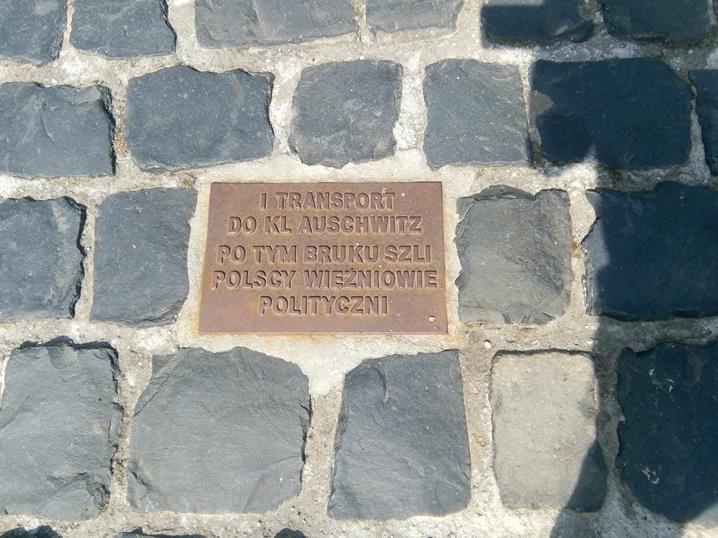 I TRANSPORT
DO KL AUSCHWITZ
PO TYM BRUKU SZLI
POLSCY WIĘŹNIOWIE
POLITYCZNI